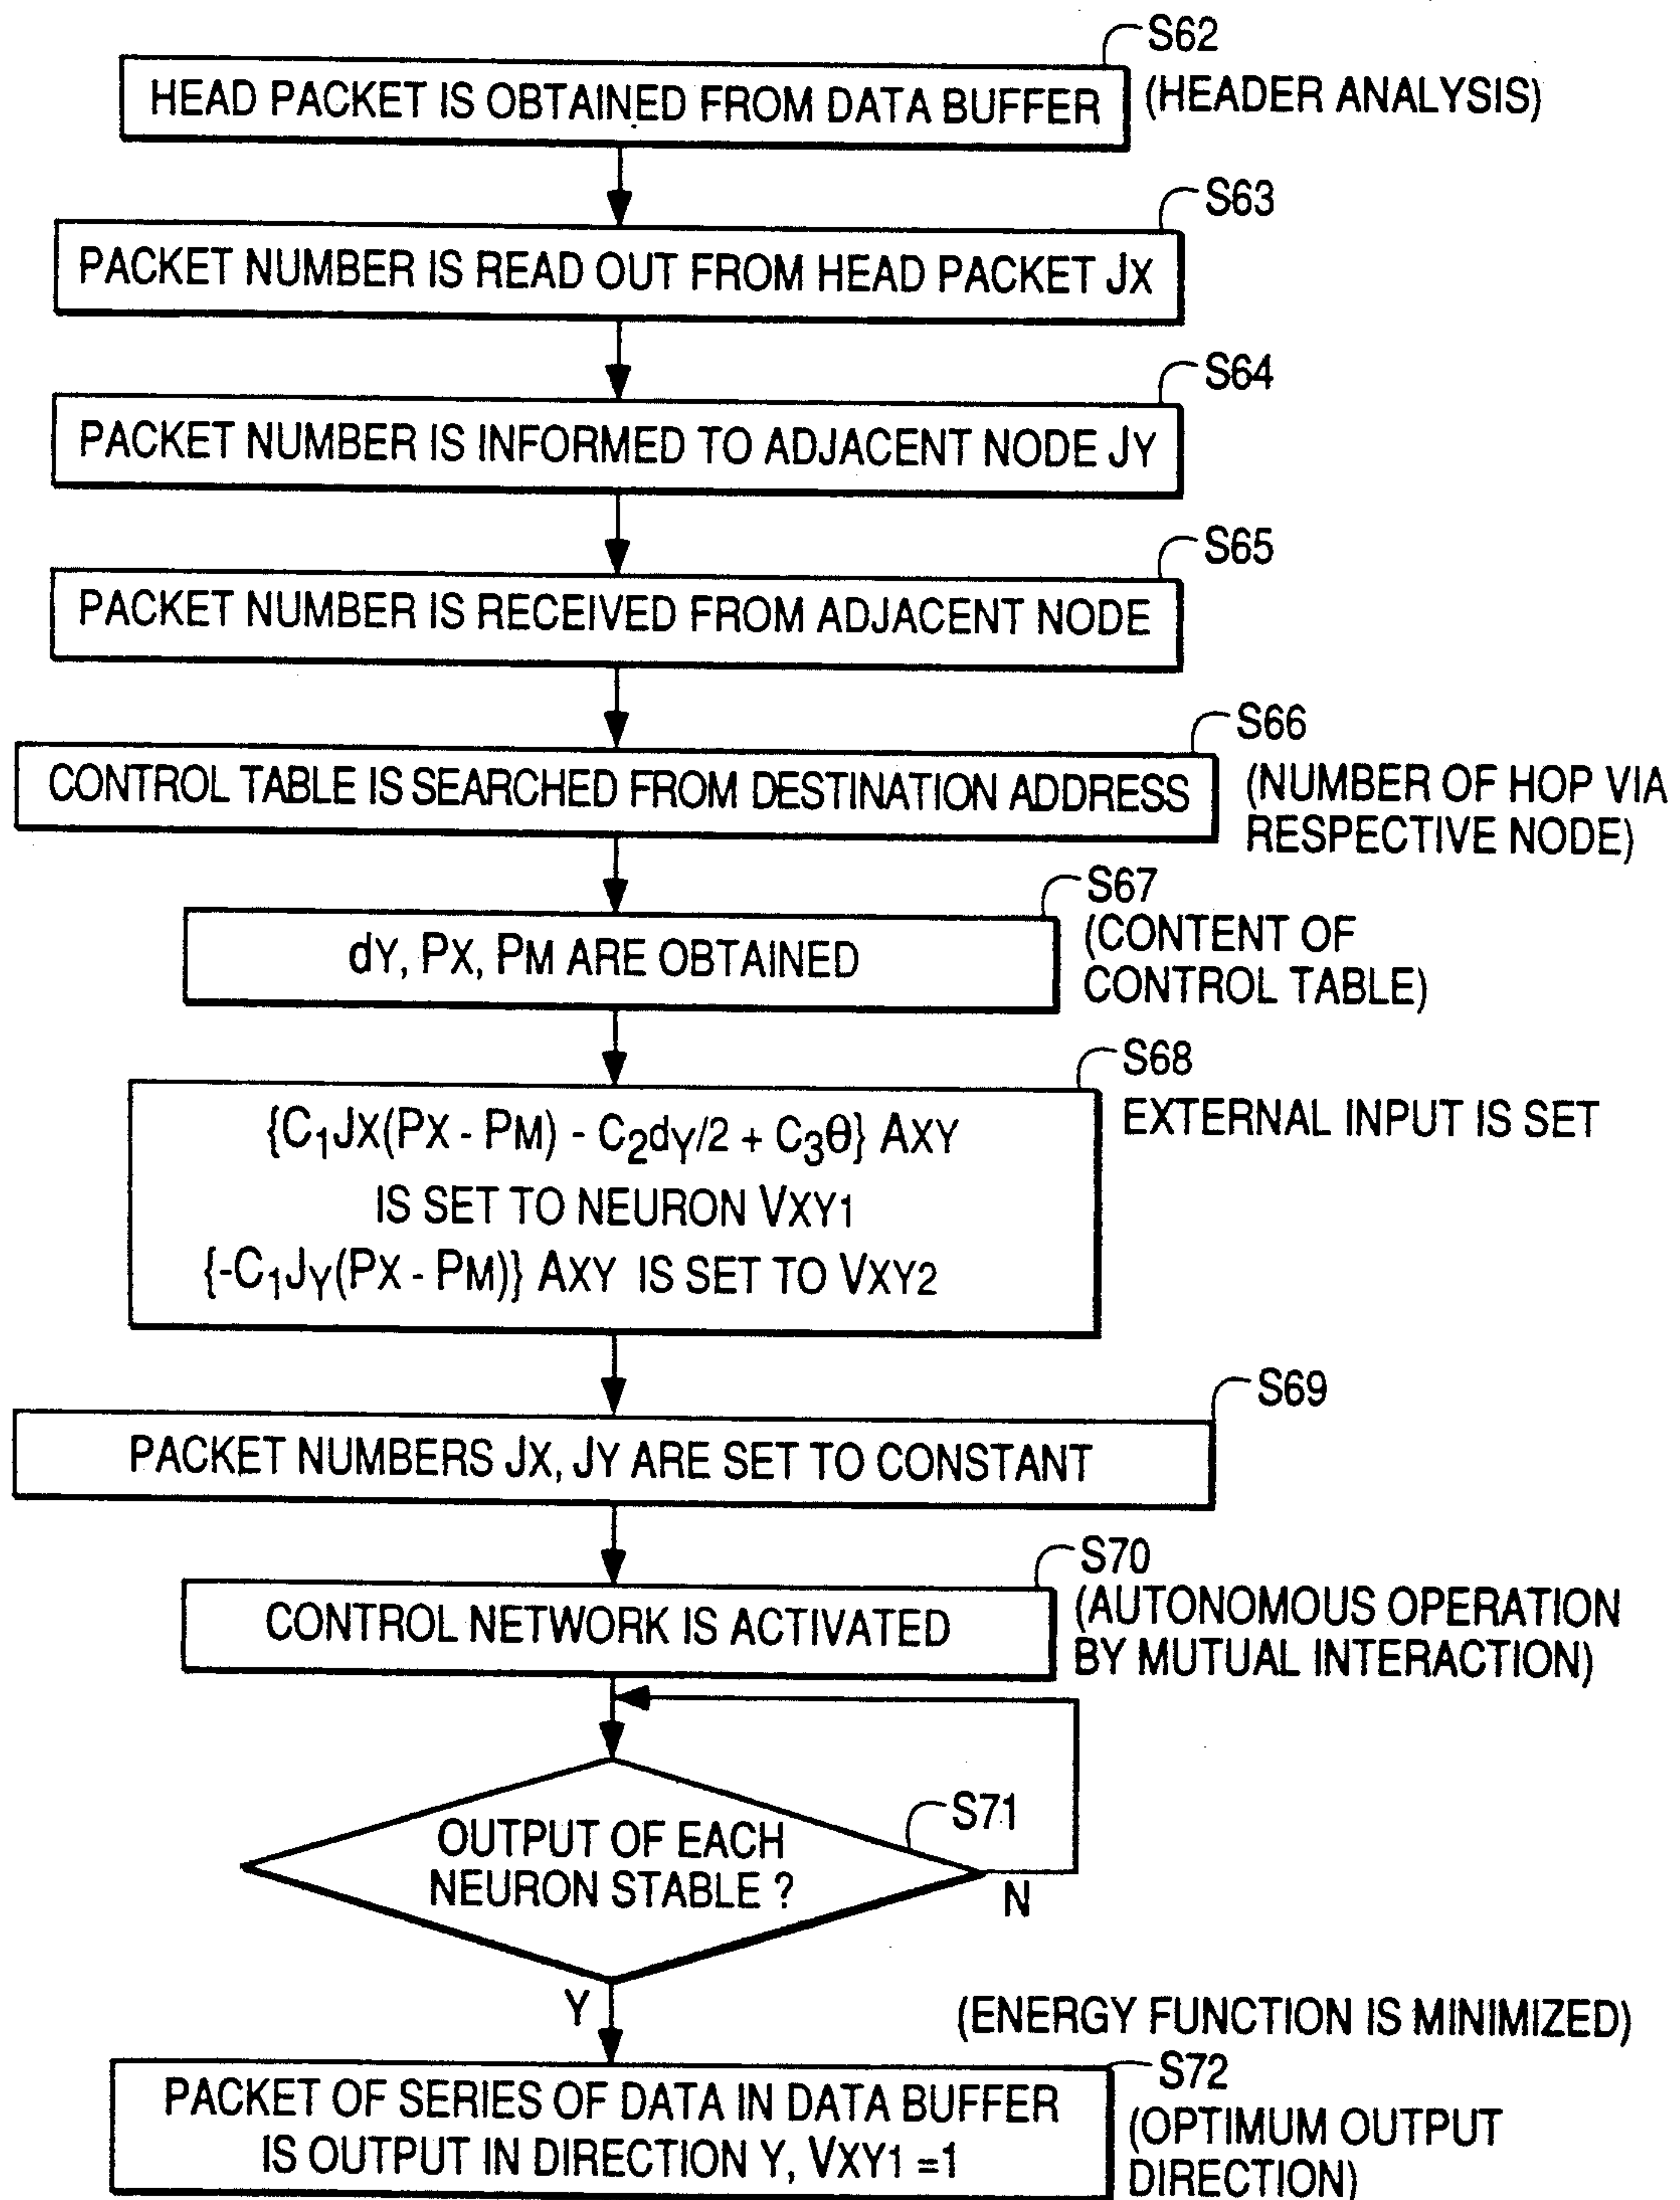 S62
HEAD PACKET IS OBTAINED FROM DATA BUFFER
(HEADER ANALYSIS)
S63
PACKET NUMBER IS READ OUT FROM HEAD PACKET JX
S64
PACKET NUMBER IS INFORMED TO ADJACENT NODE JY
S65
PACKET NUMBER IS RECEIVED FROM ADJACENT NODE
S66
CONTROL TABLE IS SEARCHED FROM DESTINATION ADDRESS
(NUMBER OF HOP VIA
RESPECTIVE NODE)
S67
dY, PX, PM ARE OBTAINED
(CONTENT OF
CONTROL TABLE)
S68
{C₁JX(PX - PM) - C₂dY/2 + C₃θ} AXY
IS SET TO NEURON VXY1
{-C₁JY(PX - PM)} AXY IS SET TO VXY2
EXTERNAL INPUT IS SET
S69
PACKET NUMBERS JX, JY ARE SET TO CONSTANT
S70
CONTROL NETWORK IS ACTIVATED
(AUTONOMOUS OPERATION
BY MUTUAL INTERACTION)
S71
OUTPUT OF EACH
NEURON STABLE ?
N
Y
(ENERGY FUNCTION IS MINIMIZED)
S72
PACKET OF SERIES OF DATA IN DATA BUFFER
IS OUTPUT IN DIRECTION Y, VXY1 =1
(OPTIMUM OUTPUT
DIRECTION)